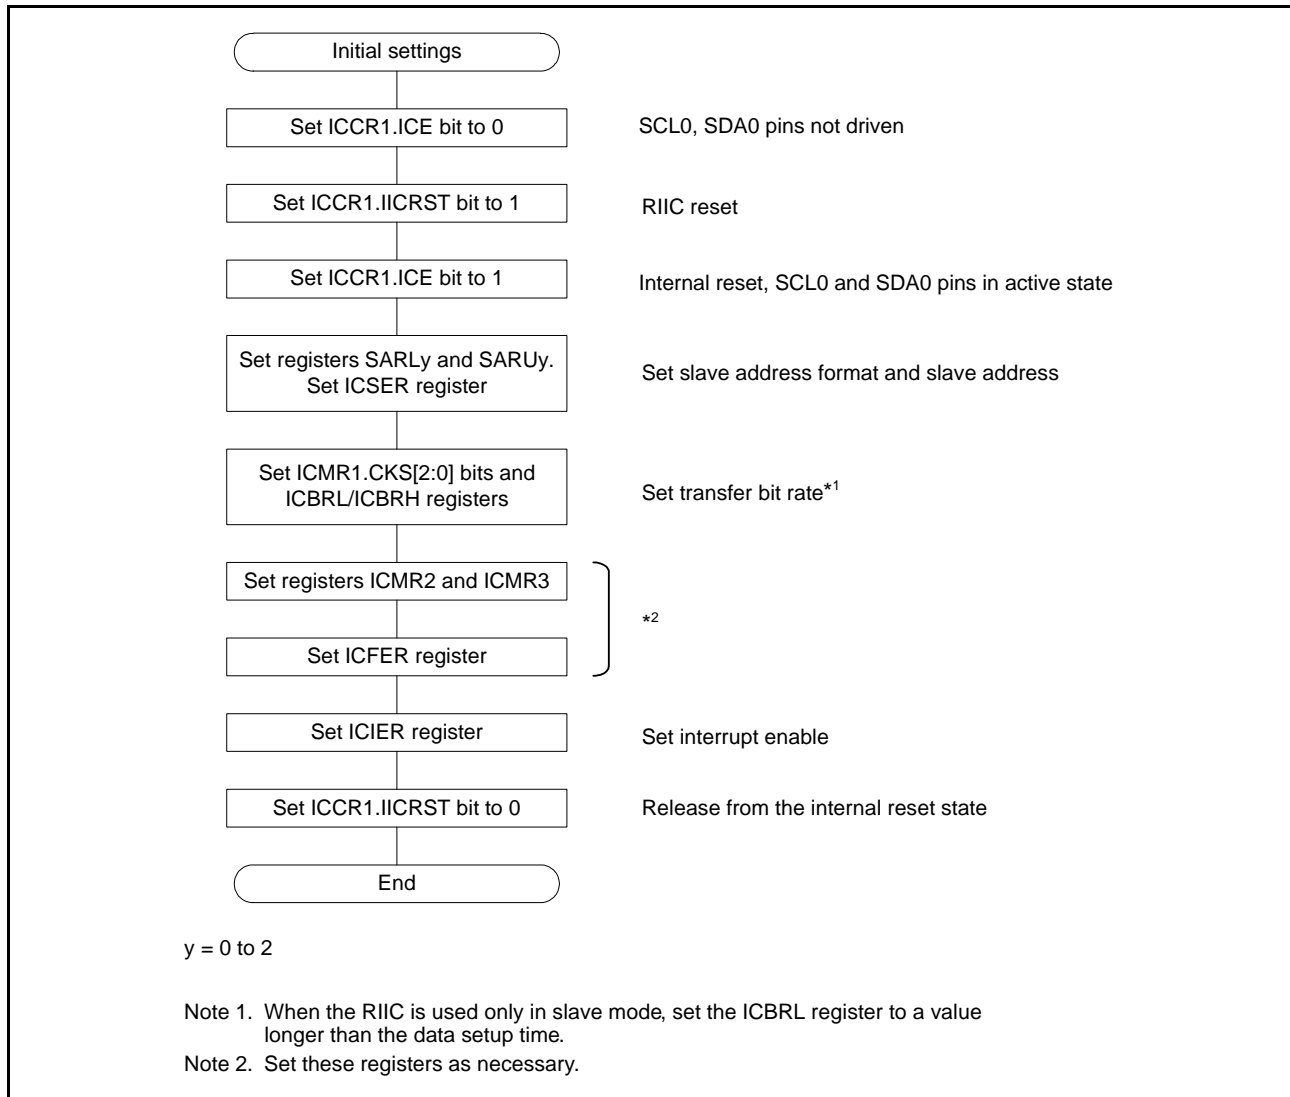 Initial settings
Set ICCR1.ICE bit to 0
SCL0, SDA0 pins not driven
Set ICCR1.IICRST bit to 1
RIIC reset
Set ICCR1.ICE bit to 1
Internal reset, SCL0 and SDA0 pins in active state
Set registers SARLy and SARUy.
Set ICSER register
Set slave address format and slave address
Set ICMR1.CKS[2:0] bits and
ICBRL/ICBRH registers
Set transfer bit rate*1
Set registers ICMR2 and ICMR3
*2
Set ICFER register
Set ICIER register
Set interrupt enable
Set ICCR1.IICRST bit to 0
Release from the internal reset state
End
y = 0 to 2
Note 1. When the RIIC is used only in slave mode, set the ICBRL register to a value
longer than the data setup time.
Note 2. Set these registers as necessary.